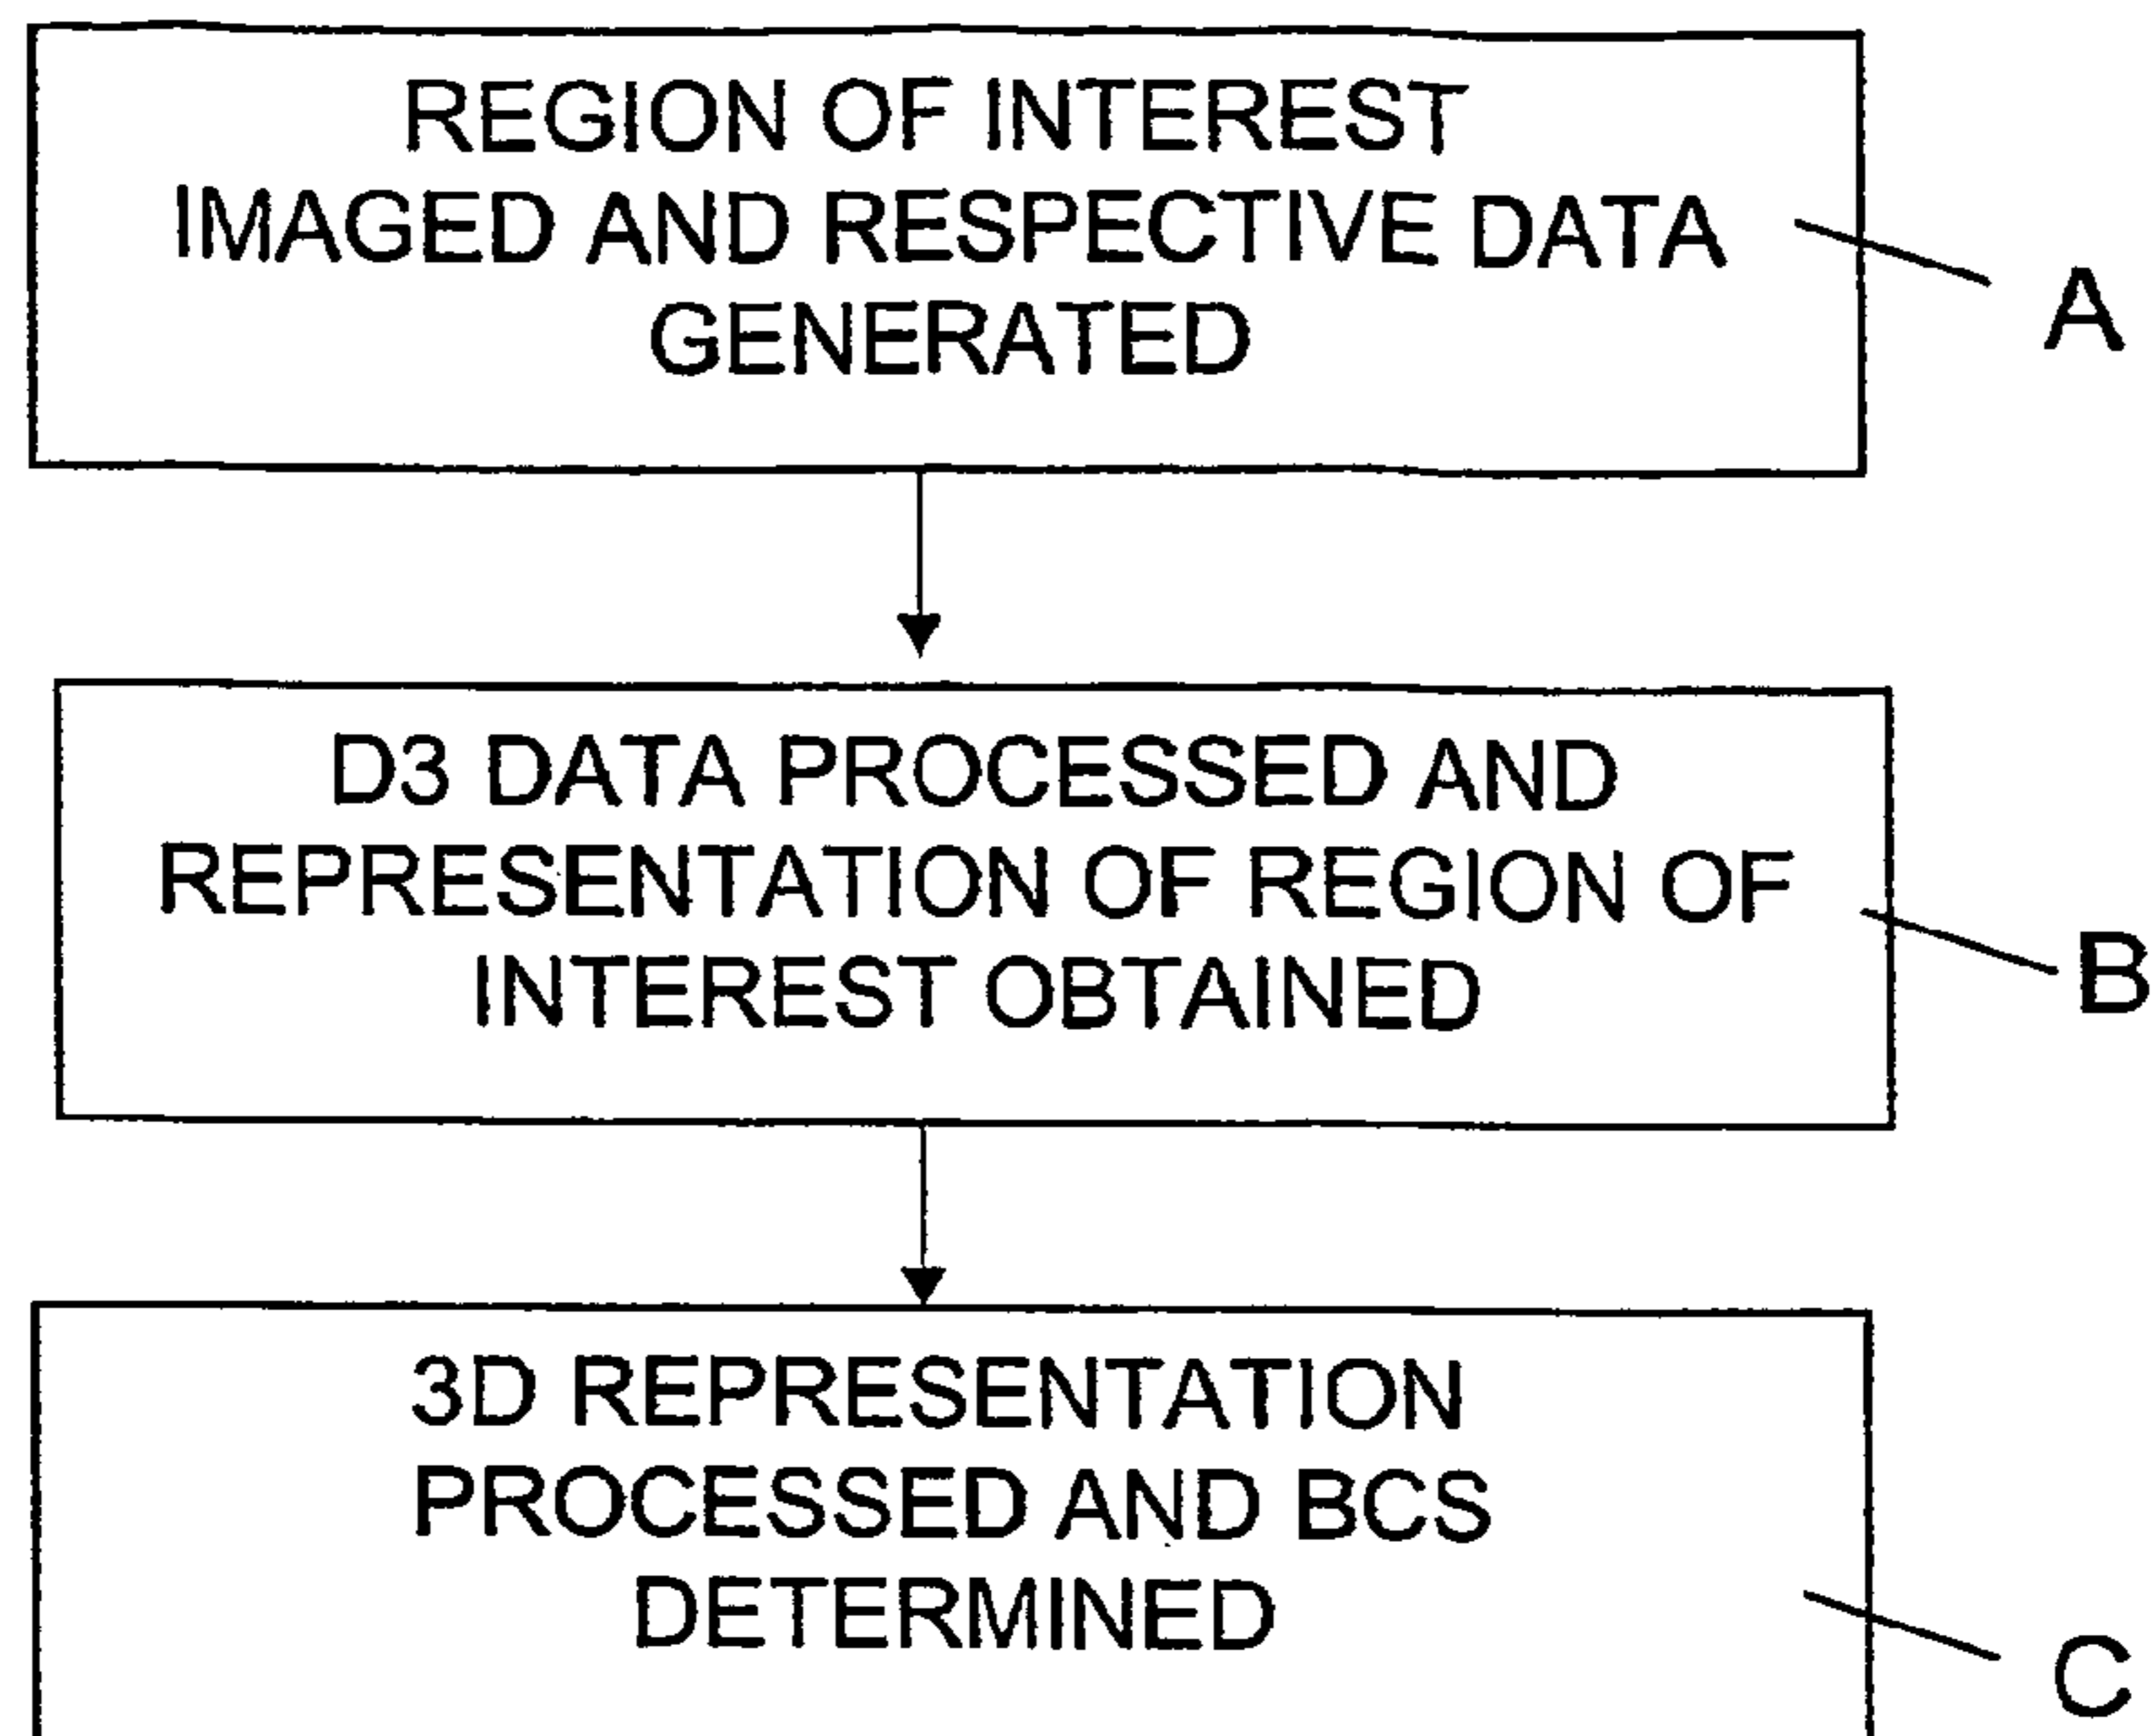 REGION OF INTEREST
IMAGED AND RESPECTIVE DATA
GENERATED
A
D3 DATA PROCESSED AND
REPRESENTATION OF REGION OF
INTEREST OBTAINED
B
3D REPRESENTATION
PROCESSED AND BCS
DETERMINED
C